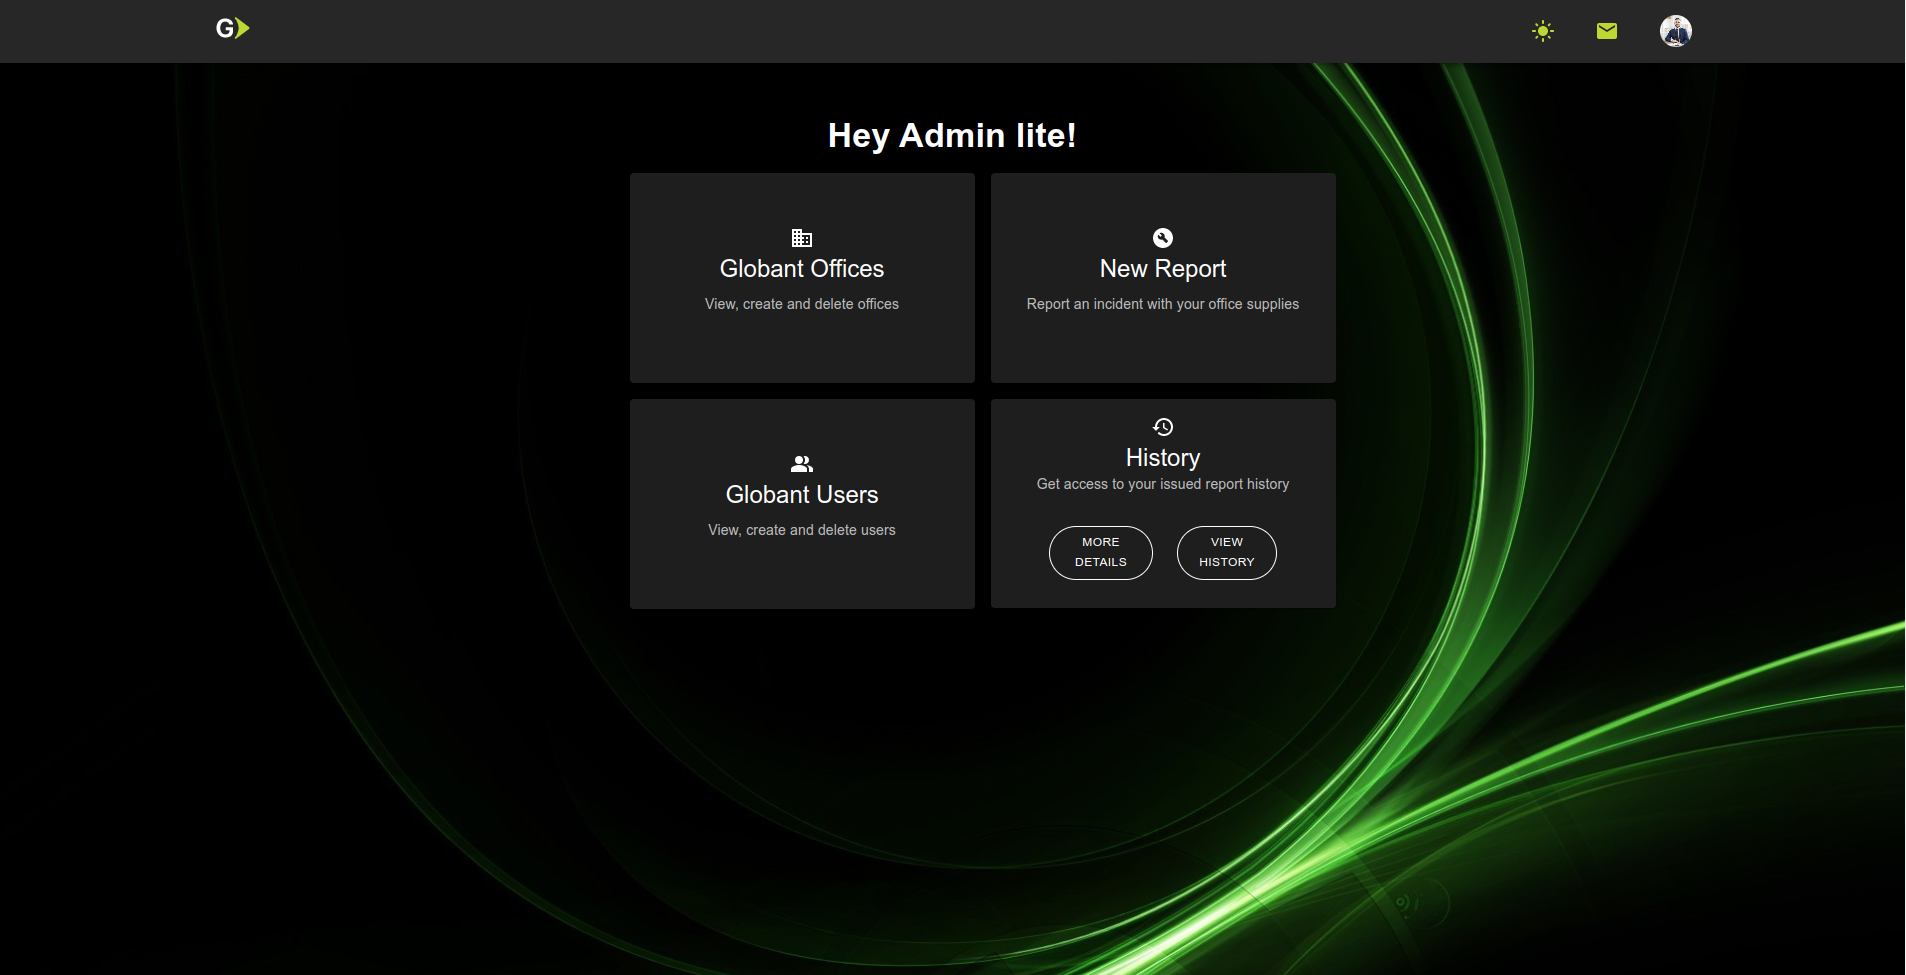 G
Hey Admin lite!
Globant Offices
View, create and delete offices
New Report
Report an incident with your office supplies
Globant Users
View, create and delete users
History
Get access to your issued report history
MORE
DETAILS
VIEW
HISTORY